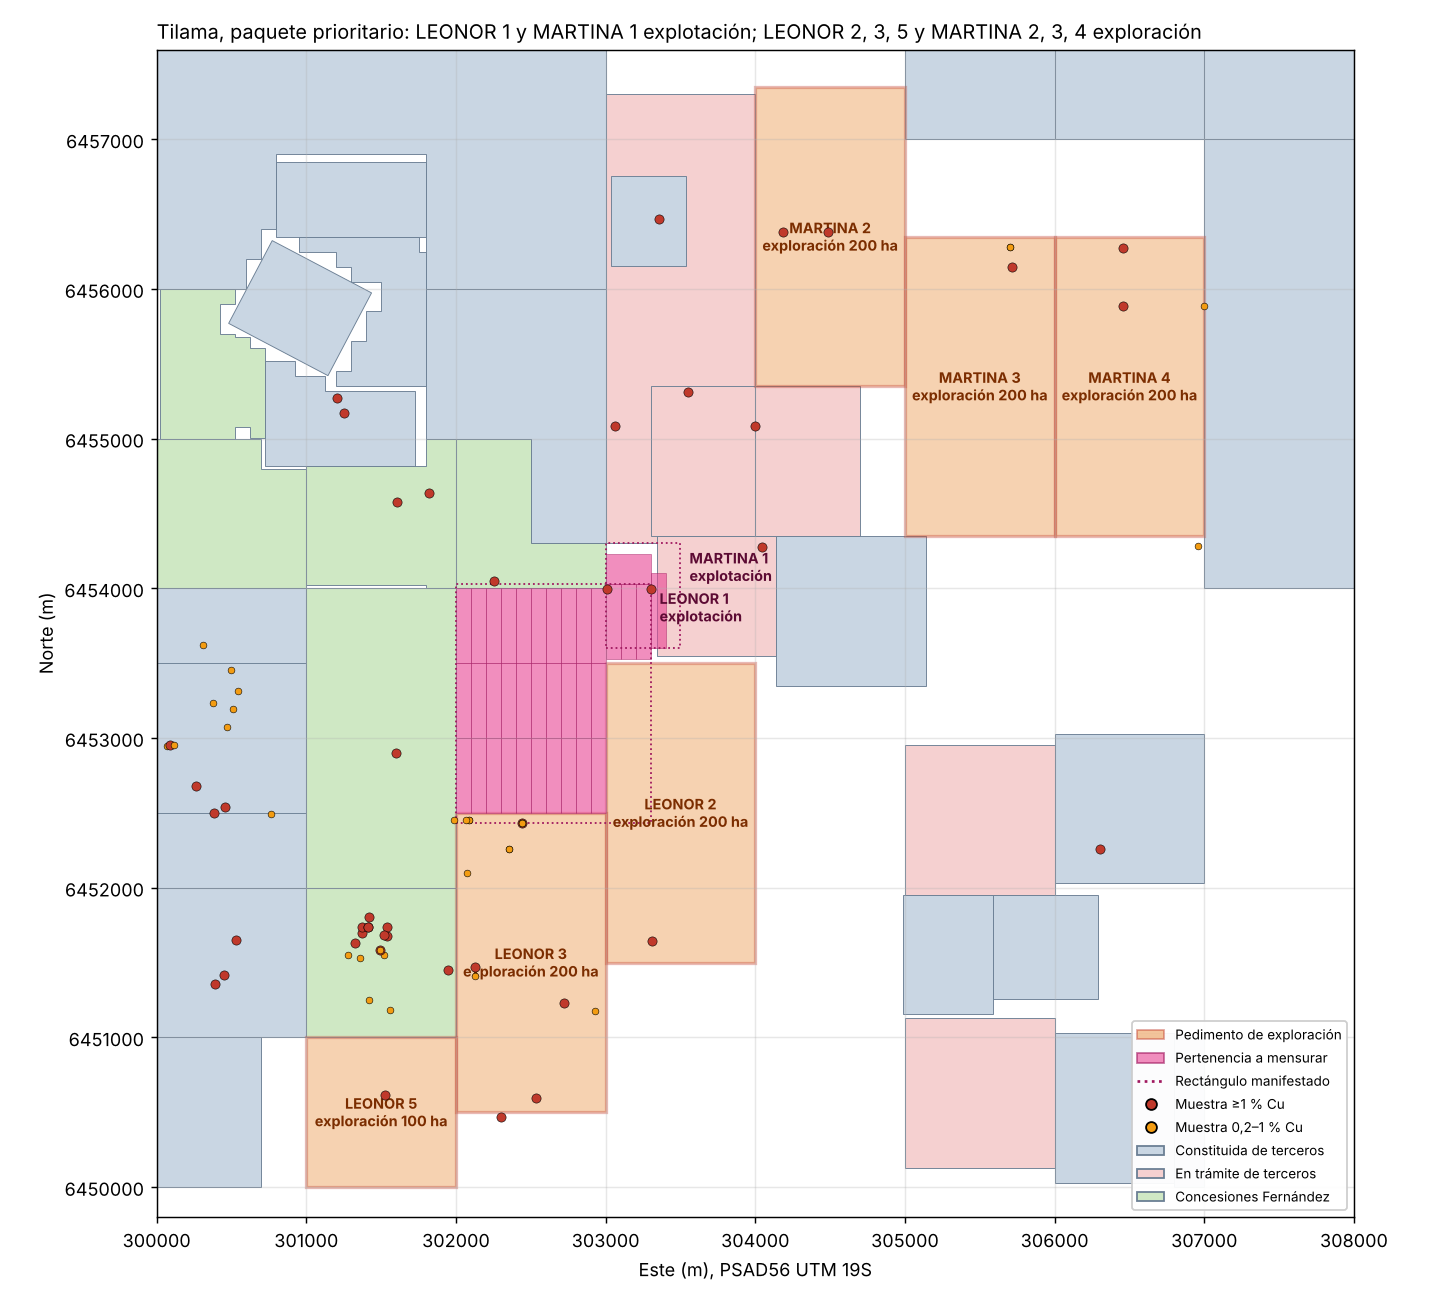 Tilama, paquete prioritario: LEONOR 1 y MARTINA 1 explotación; LEONOR 2, 3, 5 y MARTINA 2, 3, 4 exploración
6457000
6456000
6455000
6454000
6453000
6452000
6451000
6450000
Norte (m)
MARTINA 2
exploración 200 ha
MARTINA 3
exploración 200 ha
MARTINA 4
exploración 200 ha
MARTINA 1
explotación
LEONOR 1
explotación
LEONOR 2
exploración 200 ha
LEONOR 3
exploración 200 ha
LEONOR 5
exploración 100 ha
Pedimento de exploración
Pertenencia a mensurar
Rectángulo manifestado
Muestra ≥1 % Cu
Muestra 0,2–1 % Cu
Constituida de terceros
En trámite de terceros
Concesiones Fernández
300000
301000
302000
303000
304000
305000
306000
307000
308000
Este (m), PSAD56 UTM 19S